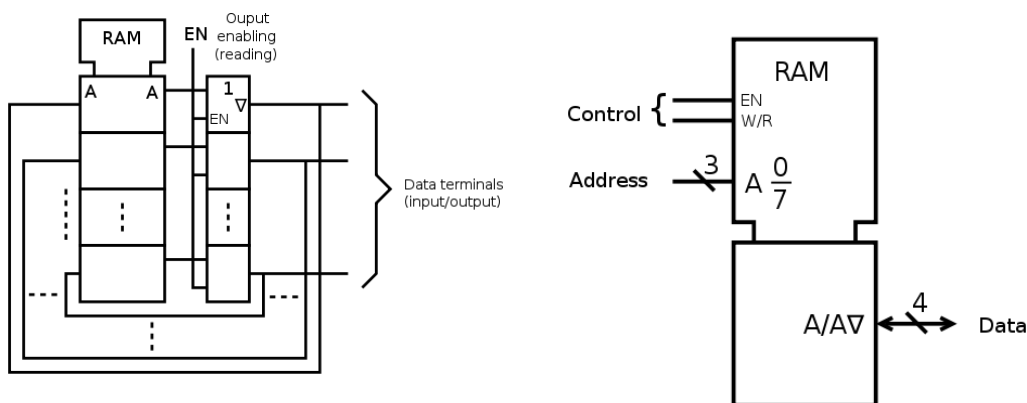 RAM
EN
Ouput
enabling
(reading)
A A
1
∇
EN
Data terminals
(input/output)
RAM
Control {
EN
W/R
Address
3
A 0/7
A/A∇
4
Data